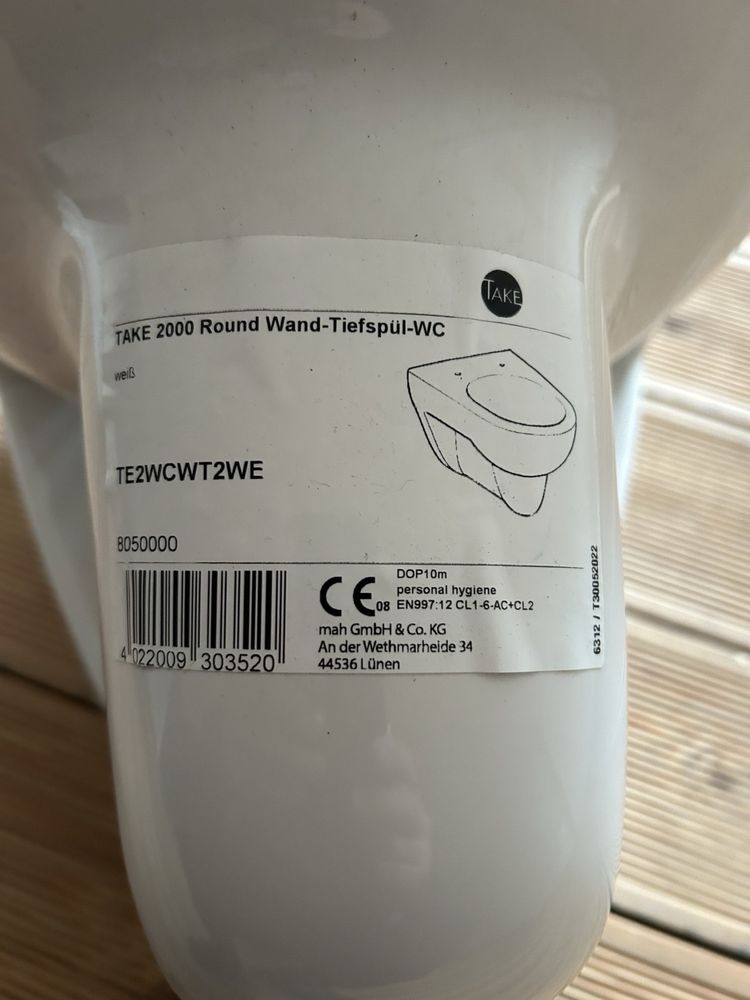 TAKE
TAKE 2000 Round Wand-Tiefspül-WC
weiß
TE2WCWT2WE
8050000
4 022009 303520
CE 08
DOP10m
personal hygiene
EN997:12 CL1-6-AC+CL2
mah GmbH & Co. KG
An der Wethmarheide 34
44536 Lünen
6312 / T30052022